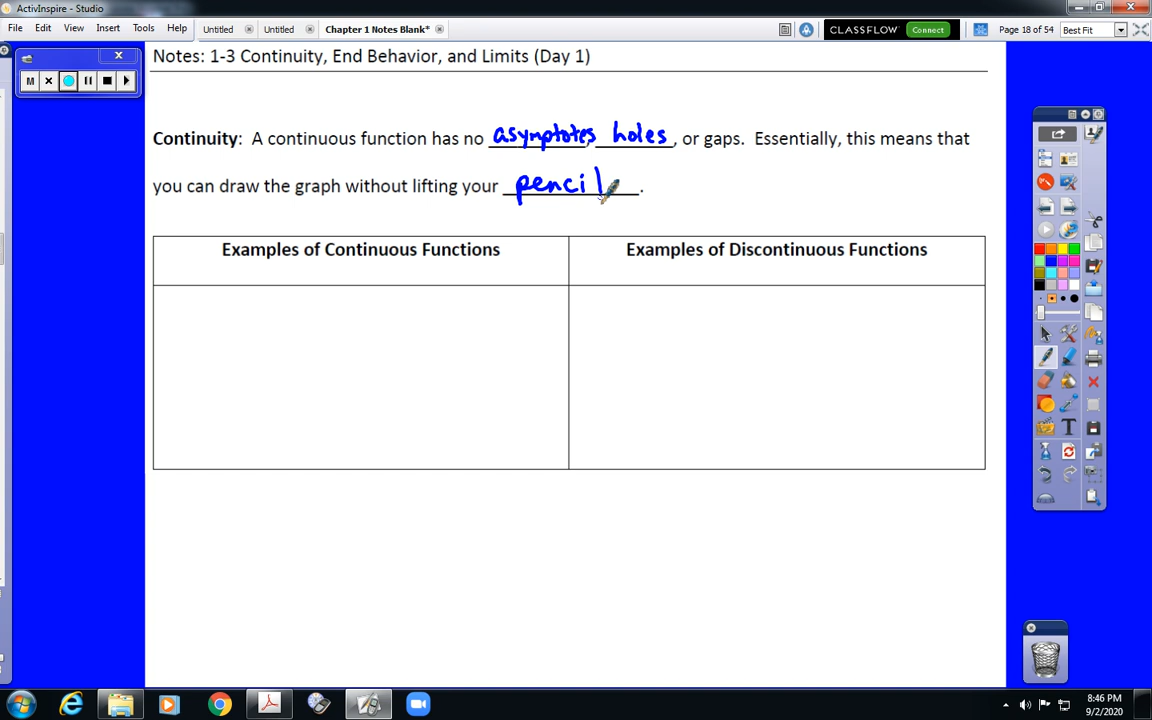 ActivInspire - Studio
File Edit View Insert Tools Help Untitled Untitled Chapter 1 Notes Blank* CLASSFLOW Connect Page 18 of 54 Best Fit
M
Notes: 1-3 Continuity, End Behavior, and Limits (Day 1)
Continuity: A continuous function has no asymptotes, holes, or gaps. Essentially, this means that
you can draw the graph without lifting your pencil.
Examples of Continuous Functions Examples of Discontinuous Functions
T
8:46 PM
9/2/2020